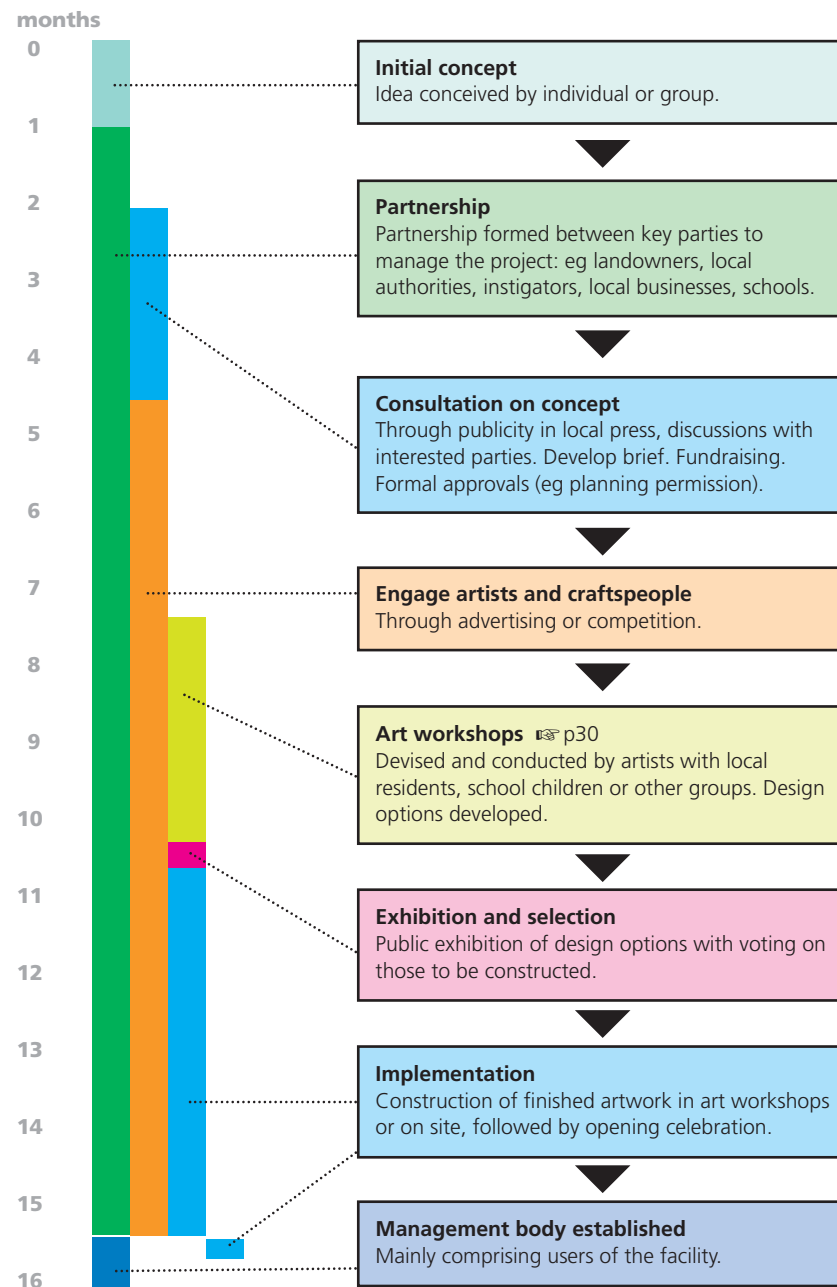 months
0
1
2
3
4
5
6
7
8
9
10
11
12
13
14
15
16
Initial concept
Idea conceived by individual or group.
Partnership
Partnership formed between key parties to
manage the project: eg landowners, local
authorities, instigators, local businesses, schools.
Consultation on concept
Through publicity in local press, discussions with
interested parties. Develop brief. Fundraising.
Formal approvals (eg planning permission).
Engage artists and craftspeople
Through advertising or competition.
Art workshops ☞ p30
Devised and conducted by artists with local
residents, school children or other groups. Design
options developed.
Exhibition and selection
Public exhibition of design options with voting on
those to be constructed.
Implementation
Construction of finished artwork in art workshops
or on site, followed by opening celebration.
Management body established
Mainly comprising users of the facility.